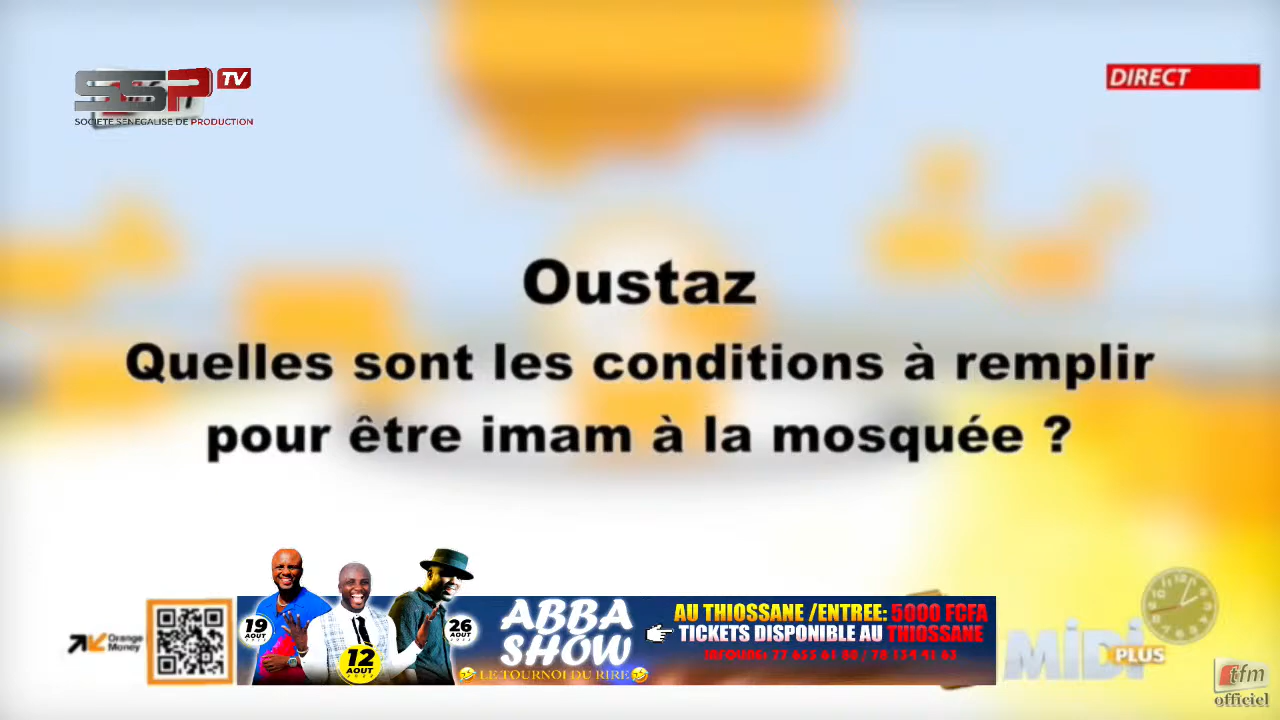 SSP TV
DIRECT
SOCIETE SENEGALISE DE PRODUCTION
Oustaz
Quelles sont les conditions à remplir
pour être imam à la mosquée ?
Orange
Money
19
AOUT
12
AOUT
26
AOUT
ABBA
SHOW
LE TOURNOI DU RIRE
AU THIOSSANE /ENTREE: 5000 FCFA
TICKETS DISPONIBLE AU THIOSSANE
MiDi
PLUS
tfm
officiel